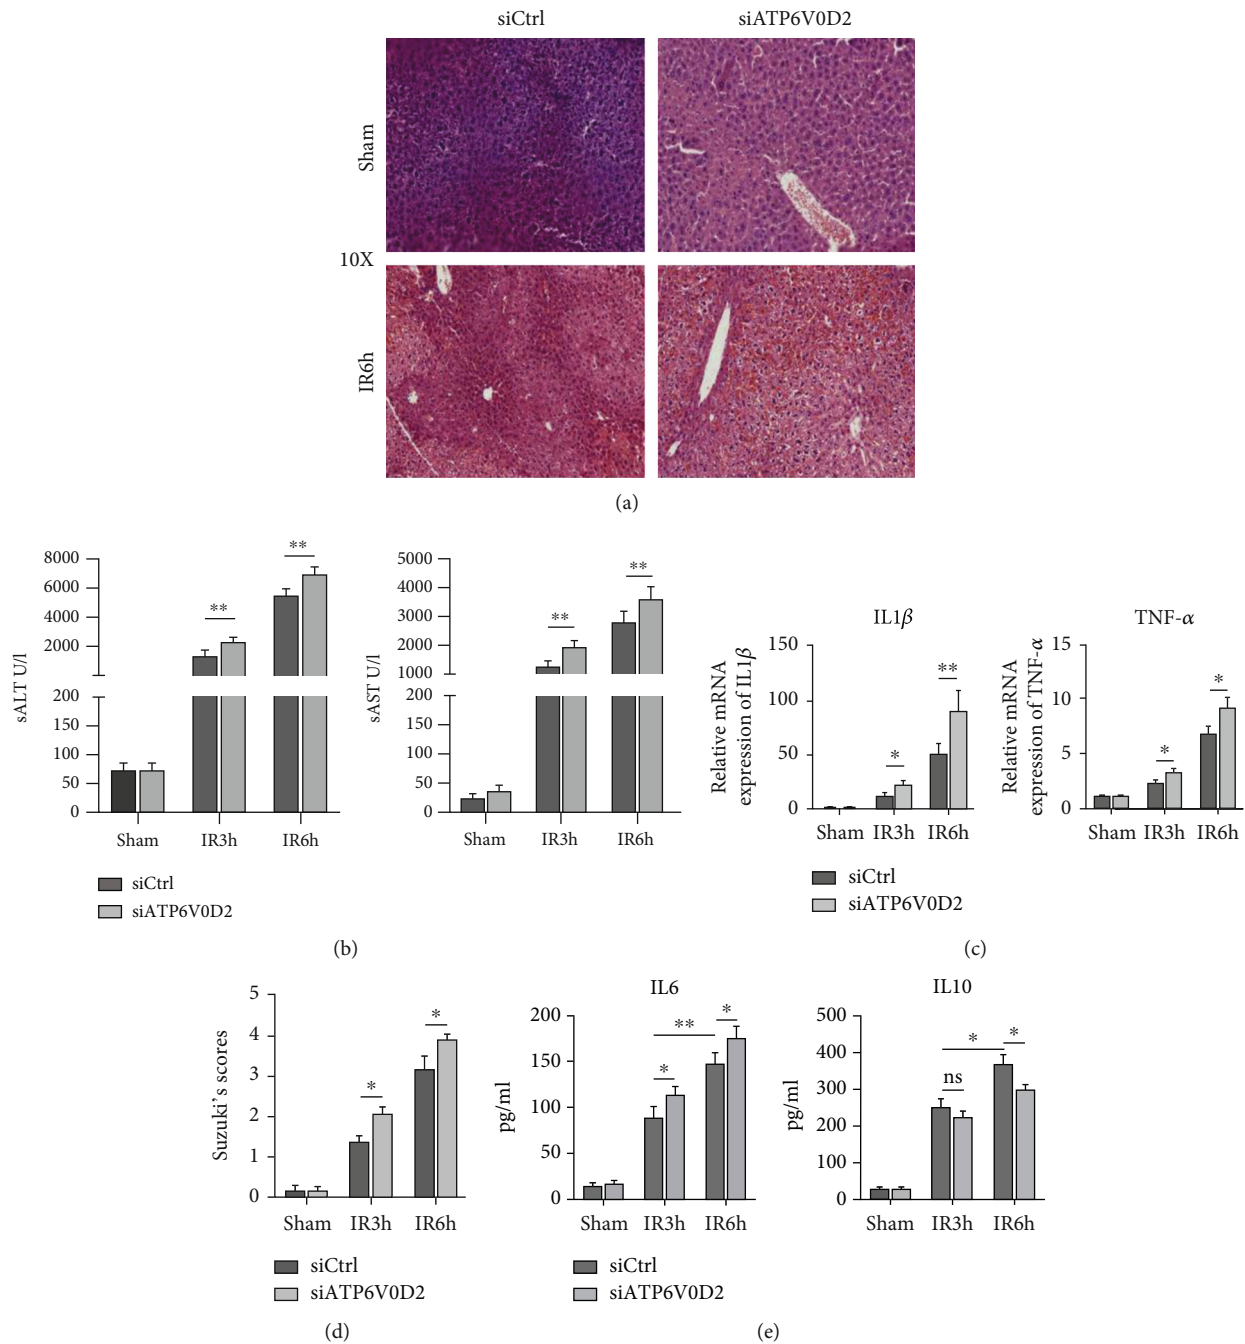 siCtrl
siATP6V0D2
Sham
10X
IR6h
(a)
8000
6000
4000
2000
200
150
100
50
0
sALT U/l
**
**
Sham
IR3h
IR6h
siCtrl
siATP6V0D2
5000
4000
3000
2000
1000
200
150
100
50
0
sAST U/l
**
**
Sham
IR3h
IR6h
(b)
IL1β
Relative mRNA
expression of IL1β
150
100
50
0
*
**
Sham
IR3h
IR6h
siCtrl
siATP6V0D2
TNF-α
Relative mRNA
expression of TNF-α
15
10
5
0
*
*
Sham
IR3h
IR6h
(c)
Suzuki's scores
5
4
3
2
1
0
*
*
Sham
IR3h
IR6h
siCtrl
siATP6V0D2
(d)
IL6
pg/ml
200
150
100
50
0
**
*
*
Sham
IR3h
IR6h
siCtrl
siATP6V0D2
IL10
pg/ml
500
400
300
200
400
0
*
*
ns
Sham
IR3h
IR6h
(e)